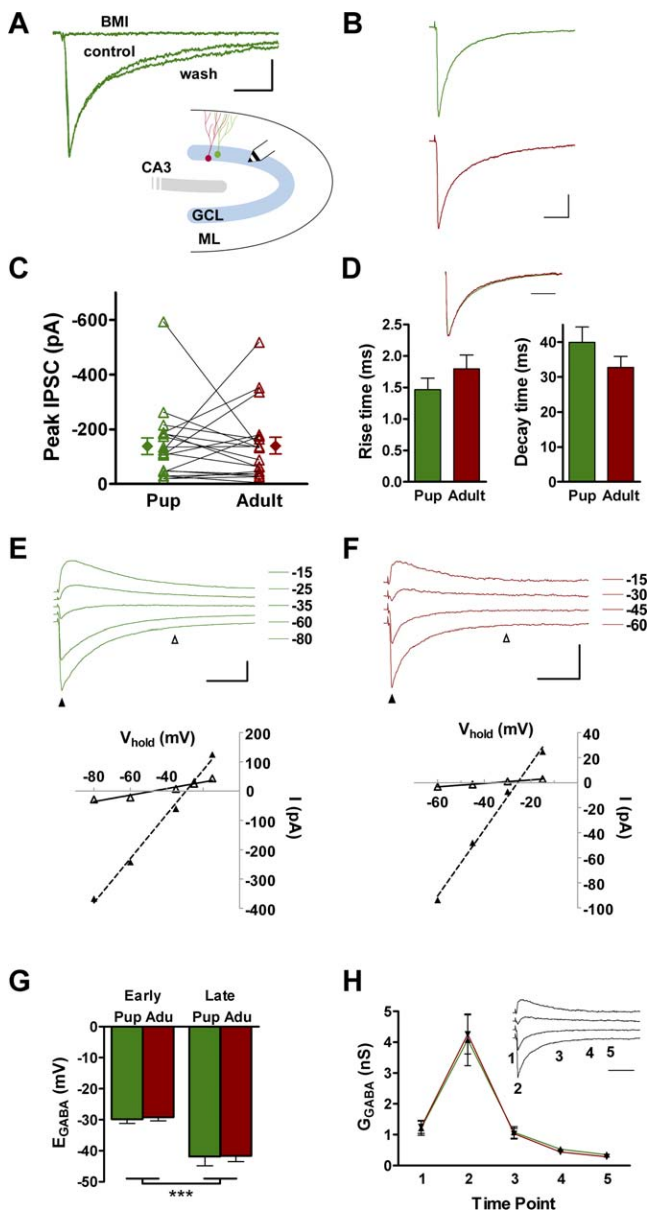 A
BMI
control
wash
CA3
GCL
ML
B
C
Peak IPSC (pA)
-600
-400
-200
0
Pup Adult
D
Rise time (ms)
2.5
2.0
1.5
1.0
0.5
0.0
Pup Adult
Decay time (ms)
40
30
20
10
0
Pup Adult
E
-15
-25
-35
-60
-80
Vhold (mV)
-80 -60 -40 -20
200
100
0
-100
-200
-300
-400
I (pA)
F
-15
-30
-45
-60
Vhold (mV)
-60 -40 -20
40
20
0
-20
-40
-60
-80
-100
I (pA)
G
Early Late
Pup Adu Pup Adu
EGABA (mV)
0
-10
-20
-30
-40
-50
***
H
GGABA (nS)
5
4
3
2
1
0
1 2 3 4 5
Time Point
1
2
3 4 5